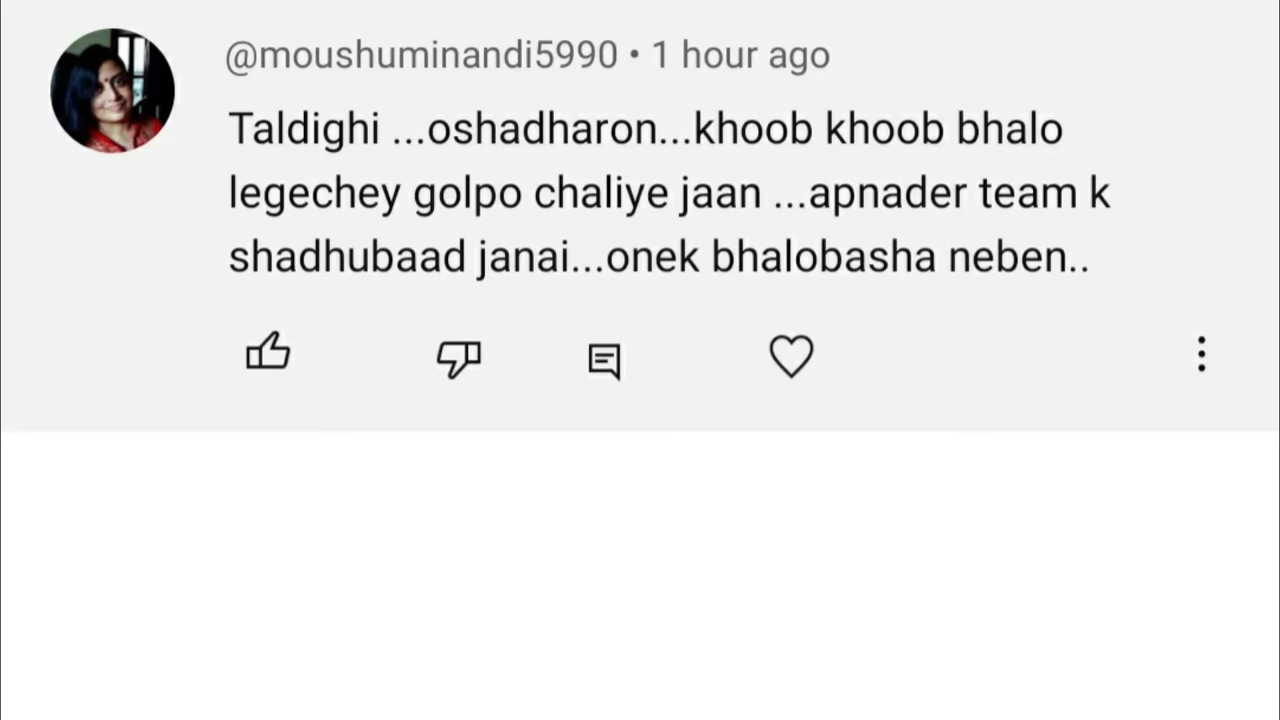 @moushuminandi5990 • 1 hour ago
Taldighi ...oshadharon...khoob khoob bhalo
legechey golpo chaliye jaan ...apnader team k
shadhubaad janai...onek bhalobasha neben..